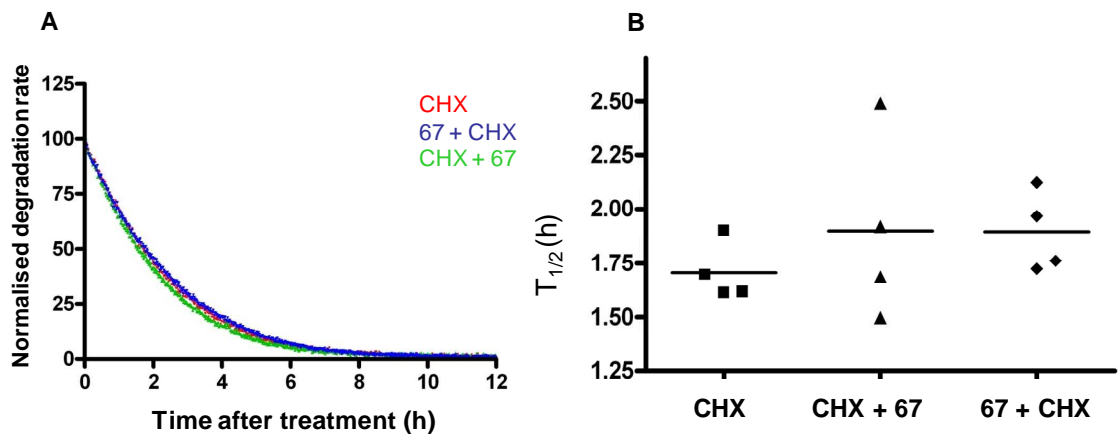 A
Normalised degradation rate
125
100
75
50
25
0
0 2 4 6 8 10 12
Time after treatment (h)
CHX
67 + CHX
CHX + 67
B
T1/2 (h)
2.50
2.25
2.00
1.75
1.50
1.25
CHX CHX + 67 67 + CHX